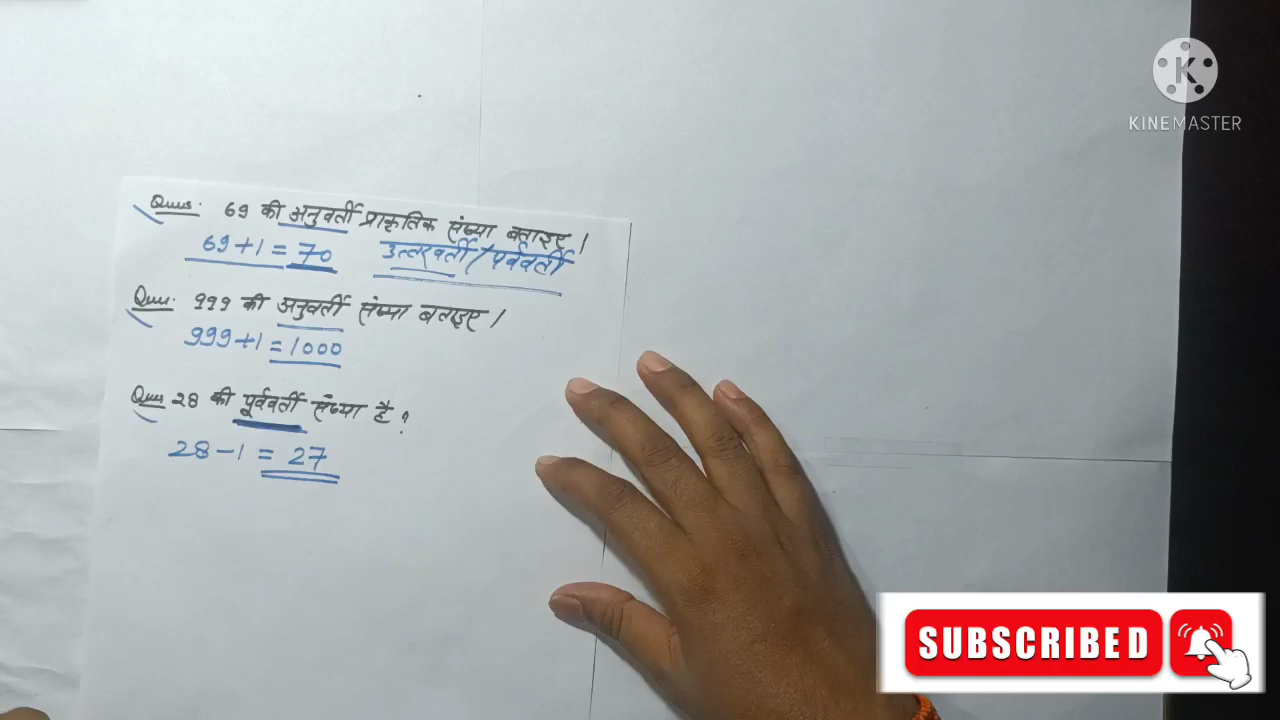 Ques. 69 की अनुवर्ती प्राकृतिक संख्या बताइए।
69+1 = 70 उत्तरवर्ती / पूर्ववर्ती
Ques. 999 की अनुवर्ती संख्या बताइए।
999+1 = 1000
Ques 28 की पूर्ववर्ती संख्या है ?
28-1 = 27
KINEMASTER
SUBSCRIBED